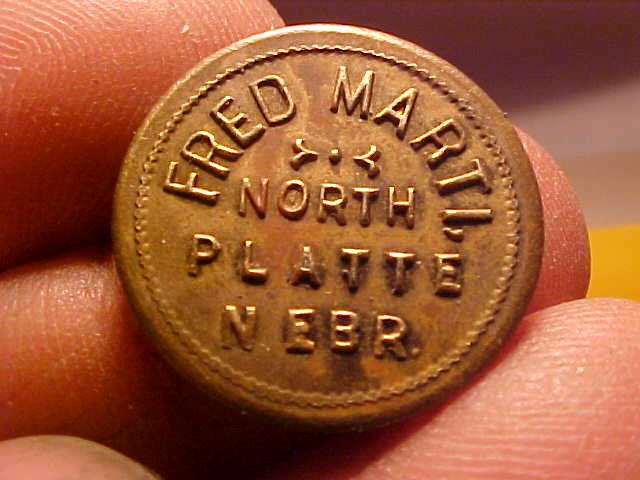 FRED MARTI,
NORTH
PLATTE
NEBR.